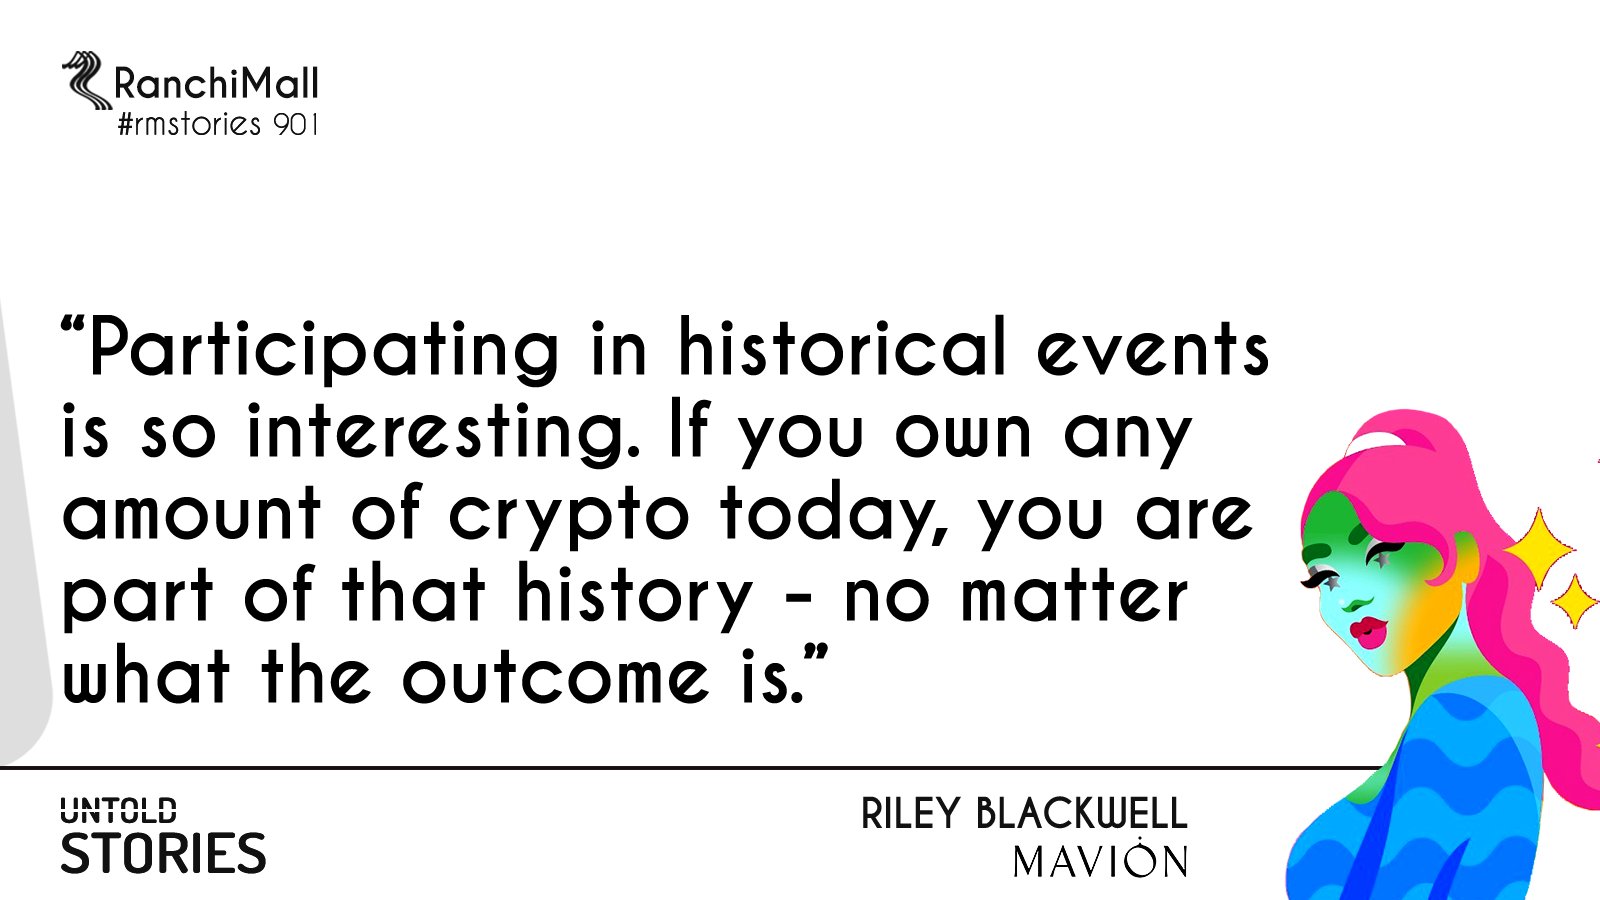 RanchiMall
#rmstories 901
“Participating in historical events
is so interesting. If you own any
amount of crypto today, you are
part of that history - no matter
what the outcome is.”
UNTOLD
STORIES
RILEY BLACKWELL
MAVIȮN